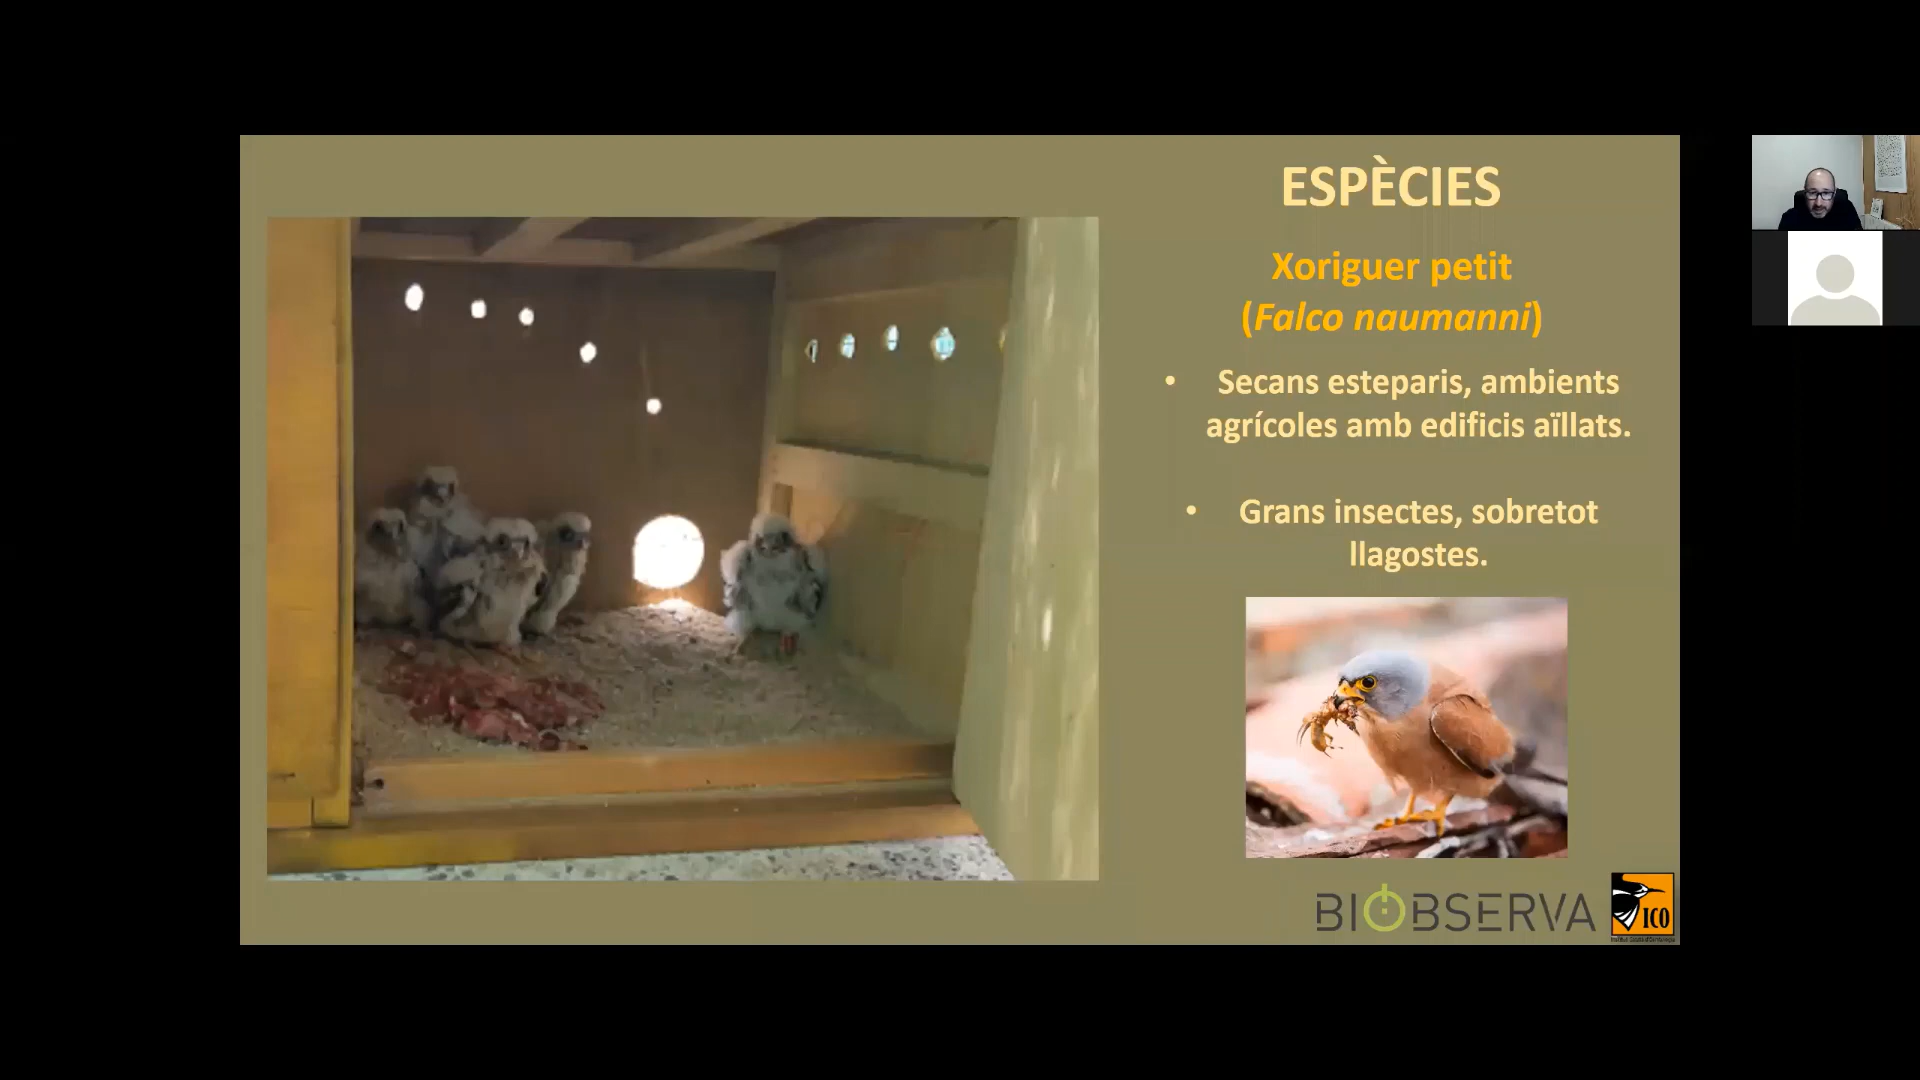 ESPÈCIES
Xoriguer petit
(Falco naumanni)
• Secans esteparis, ambients
agrícoles amb edificis aïllats.
• Grans insectes, sobretot
llagostes.
BIOBSERVA
ICO